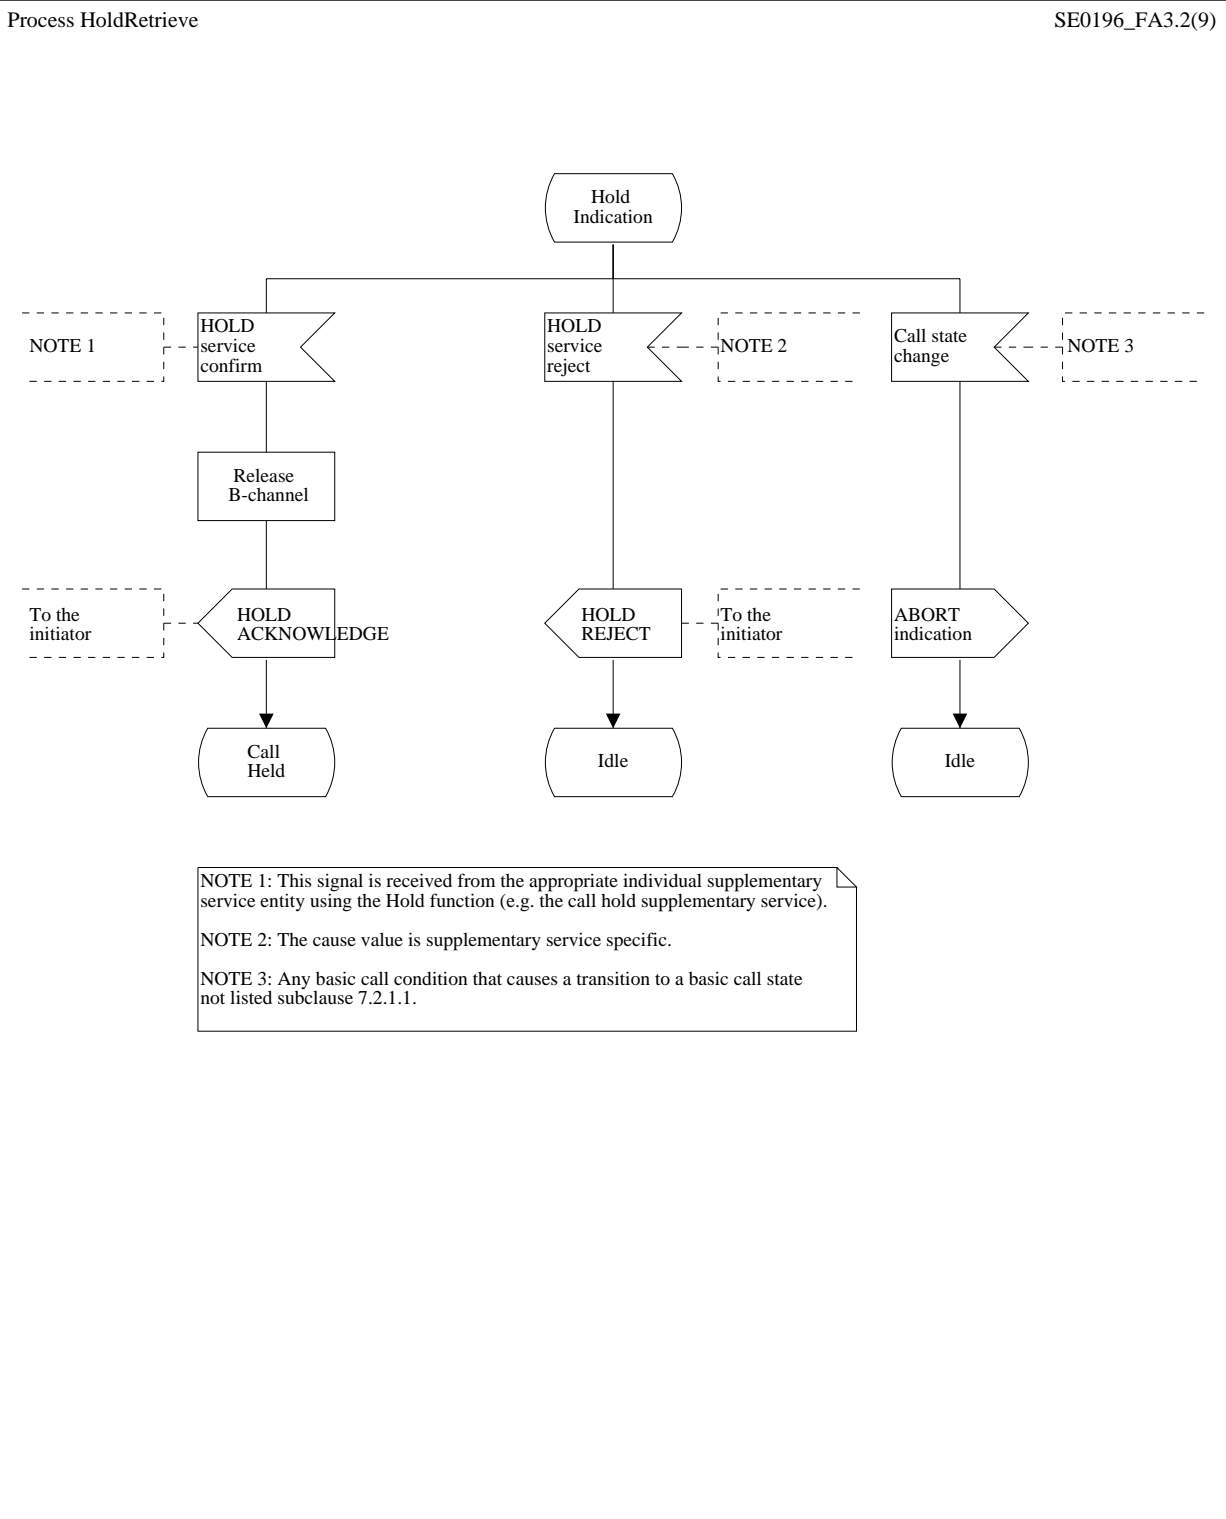 Process HoldRetrieve
SE0196_FA3.2(9)
Hold
Indication
NOTE 1
HOLD
service
confirm
HOLD
service
reject
NOTE 2
Call state
change
NOTE 3
Release
B-channel
To the
initiator
HOLD
ACKNOWLEDGE
HOLD
REJECT
To the
initiator
ABORT
indication
Call
Held
Idle
Idle
NOTE 1: This signal is received from the appropriate individual supplementary
service entity using the Hold function (e.g. the call hold supplementary service).
NOTE 2: The cause value is supplementary service specific.
NOTE 3: Any basic call condition that causes a transition to a basic call state
not listed subclause 7.2.1.1.